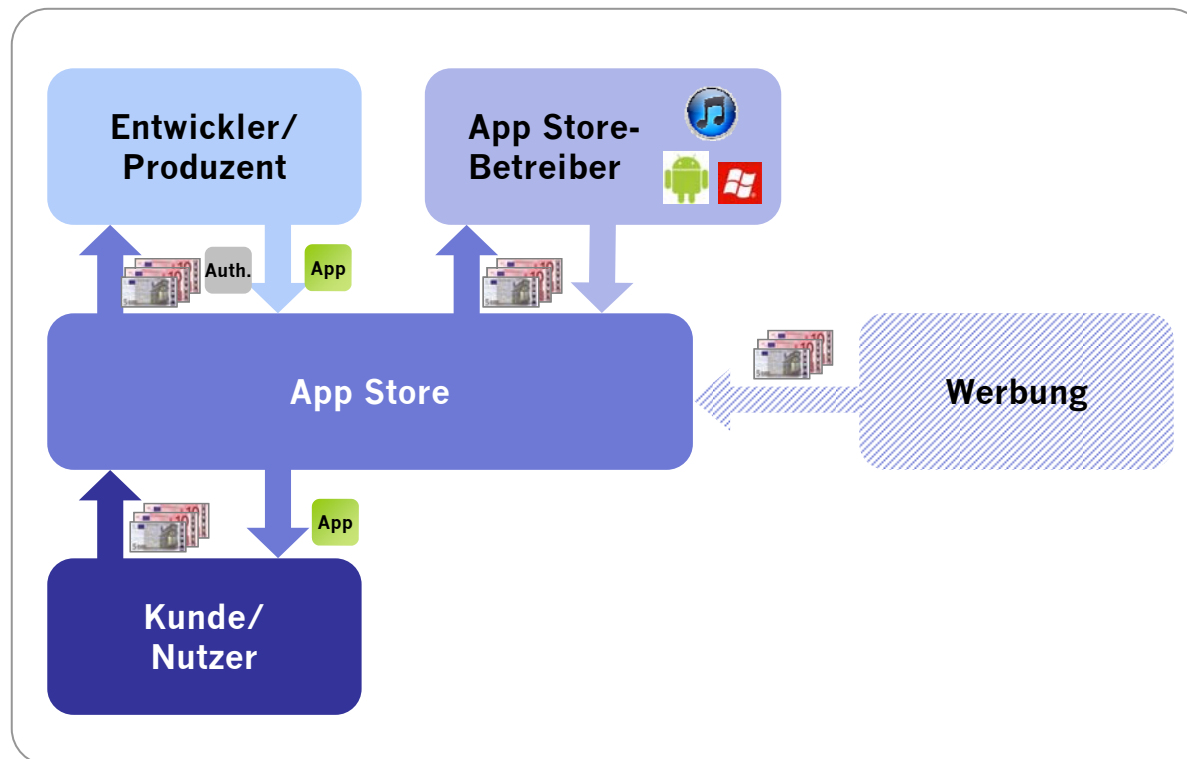 Entwickler/
Produzent
App Store-
Betreiber
Auth.
App
App Store
Werbung
App
Kunde/
Nutzer